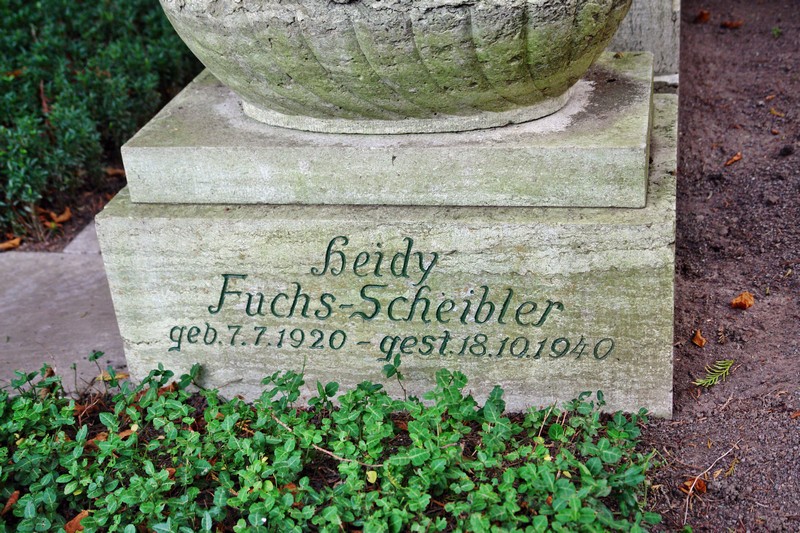 Heidy
Fuchs-Scheibler
geb. 7.7.1920 - gest. 18.10.1940.